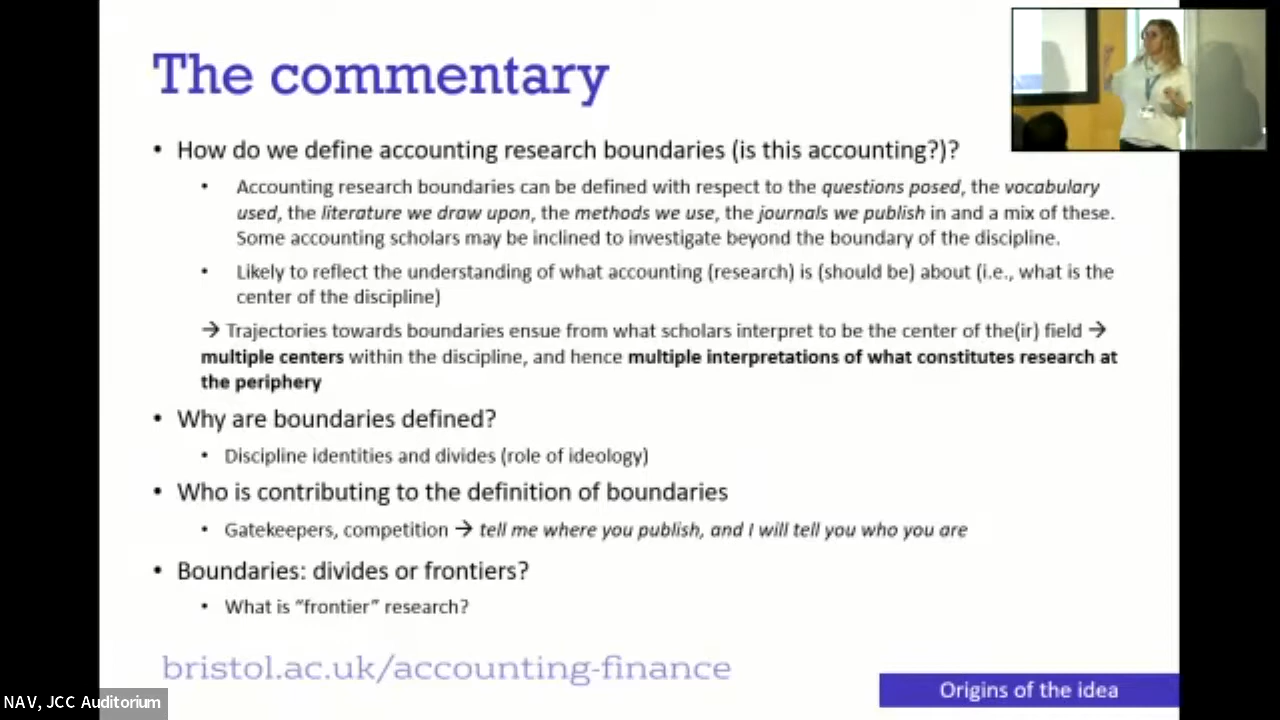 The commentary
• How do we define accounting research boundaries (is this accounting?)?
• Accounting research boundaries can be defined with respect to the questions posed, the vocabulary
used, the literature we draw upon, the methods we use, the journals we publish in and a mix of these.
Some accounting scholars may be inclined to investigate beyond the boundary of the discipline.
• Likely to reflect the understanding of what accounting (research) is (should be) about (i.e., what is the
center of the discipline)
→ Trajectories towards boundaries ensue from what scholars interpret to be the center of the(ir) field →
multiple centers within the discipline, and hence multiple interpretations of what constitutes research at
the periphery
• Why are boundaries defined?
• Discipline identities and divides (role of ideology)
• Who is contributing to the definition of boundaries
• Gatekeepers, competition → tell me where you publish, and I will tell you who you are
• Boundaries: divides or frontiers?
• What is “frontier” research?
bristol.ac.uk/accounting-finance
Origins of the idea
NAV, JCC Auditorium